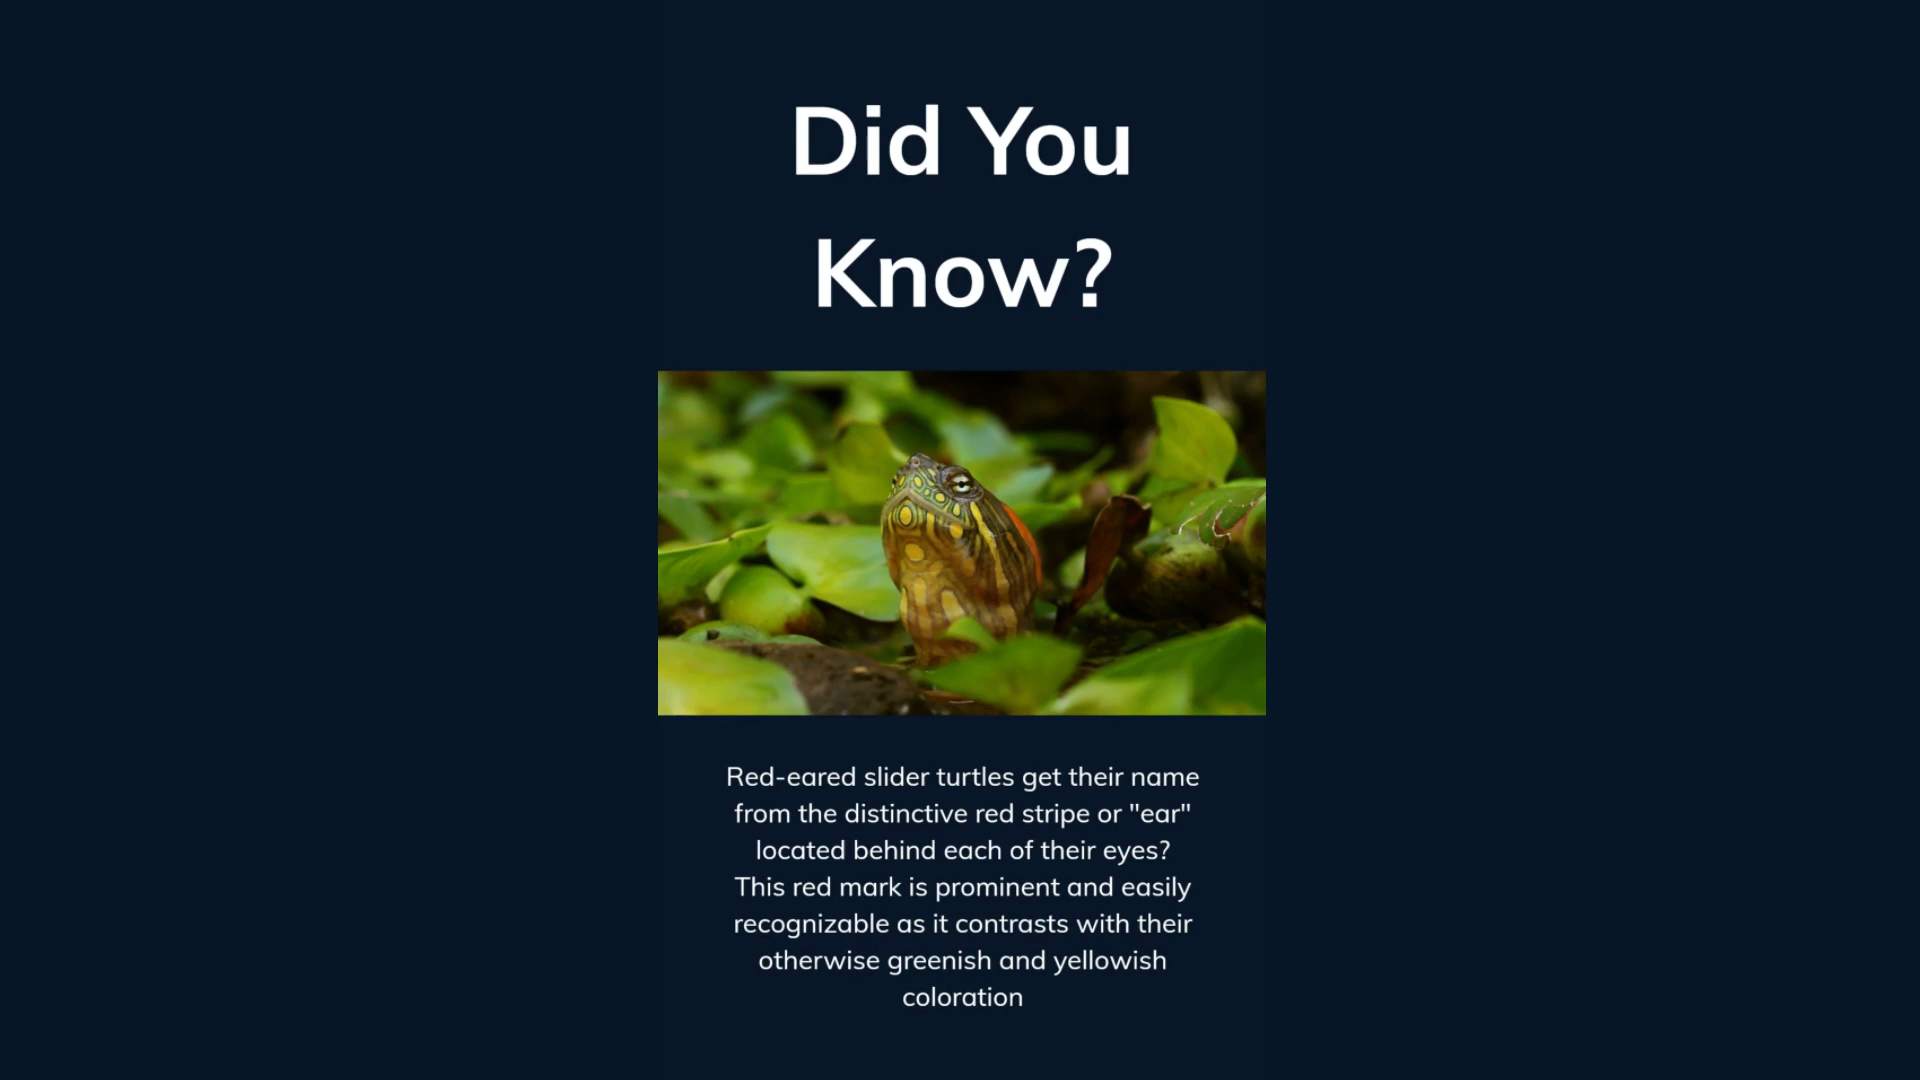 Did You
Know?
Red-eared slider turtles get their name
from the distinctive red stripe or "ear"
located behind each of their eyes?
This red mark is prominent and easily
recognizable as it contrasts with their
otherwise greenish and yellowish
coloration